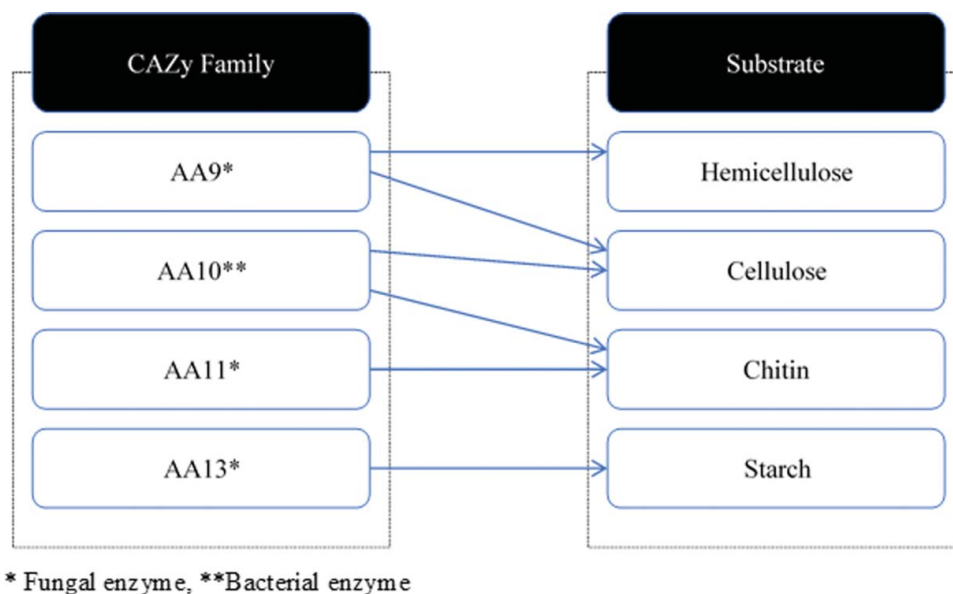 CAZy Family
Substrate
AA9*
Hemicellulose
AA10**
Cellulose
AA11*
Chitin
AA13*
Starch
* Fungal enzyme, **Bacterial enzyme